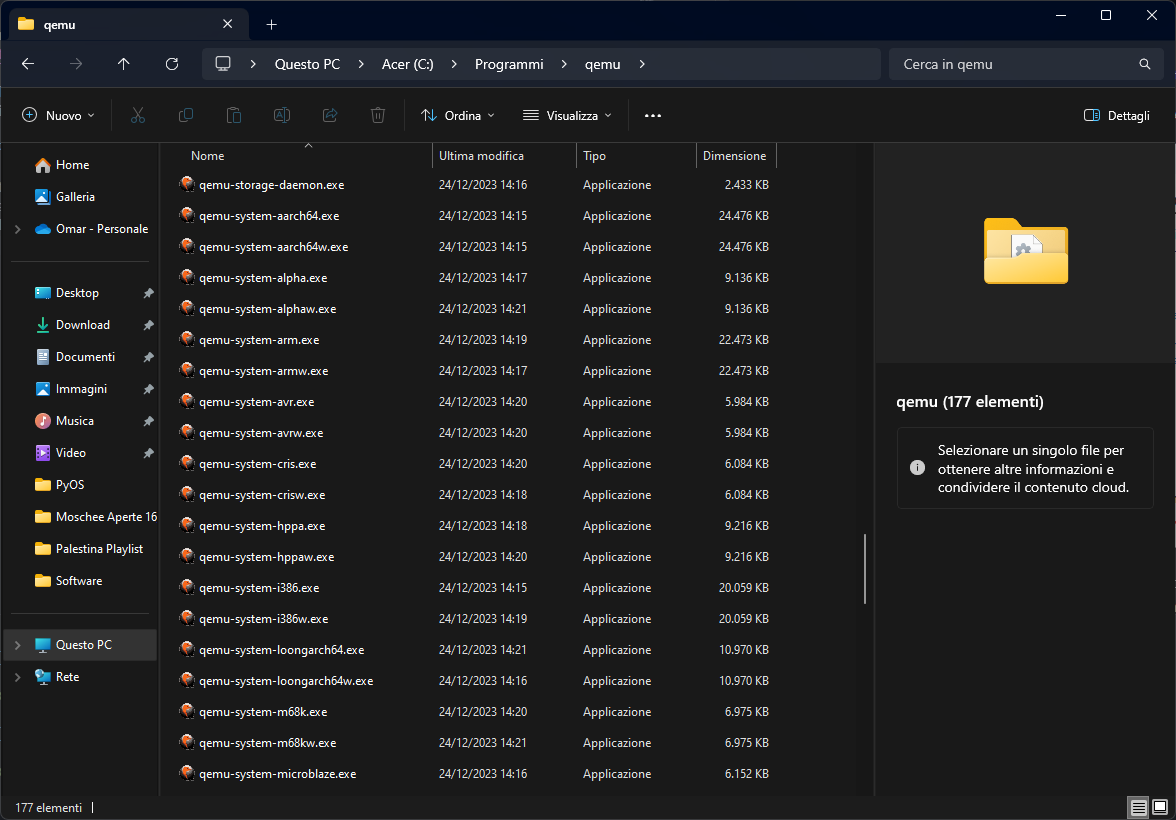 qemu
Questo PC > Acer (C:) > Programmi > qemu >
Cerca in qemu
Nuovo
Ordina
Visualizza
Dettagli
Home
Galleria
Omar - Personale
Desktop
Download
Documenti
Immagini
Musica
Video
PyOS
Moschee Aperte 16
Palestina Playlist
Software
Questo PC
Rete
Nome Ultima modifica Tipo Dimensione
qemu-storage-daemon.exe 24/12/2023 14:16 Applicazione 2.433 KB
qemu-system-aarch64.exe 24/12/2023 14:15 Applicazione 24.476 KB
qemu-system-aarch64w.exe 24/12/2023 14:15 Applicazione 24.476 KB
qemu-system-alpha.exe 24/12/2023 14:17 Applicazione 9.136 KB
qemu-system-alphaw.exe 24/12/2023 14:21 Applicazione 9.136 KB
qemu-system-arm.exe 24/12/2023 14:19 Applicazione 22.473 KB
qemu-system-armw.exe 24/12/2023 14:17 Applicazione 22.473 KB
qemu-system-avr.exe 24/12/2023 14:20 Applicazione 5.984 KB
qemu-system-avrw.exe 24/12/2023 14:20 Applicazione 5.984 KB
qemu-system-cris.exe 24/12/2023 14:20 Applicazione 6.084 KB
qemu-system-crisw.exe 24/12/2023 14:18 Applicazione 6.084 KB
qemu-system-hppa.exe 24/12/2023 14:18 Applicazione 9.216 KB
qemu-system-hppaw.exe 24/12/2023 14:20 Applicazione 9.216 KB
qemu-system-i386.exe 24/12/2023 14:15 Applicazione 20.059 KB
qemu-system-i386w.exe 24/12/2023 14:19 Applicazione 20.059 KB
qemu-system-loongarch64.exe 24/12/2023 14:21 Applicazione 10.970 KB
qemu-system-loongarch64w.exe 24/12/2023 14:16 Applicazione 10.970 KB
qemu-system-m68k.exe 24/12/2023 14:20 Applicazione 6.975 KB
qemu-system-m68kw.exe 24/12/2023 14:21 Applicazione 6.975 KB
qemu-system-microblaze.exe 24/12/2023 14:16 Applicazione 6.152 KB
qemu (177 elementi)
Selezionare un singolo file per
ottenere altre informazioni e
condividere il contenuto cloud.
177 elementi